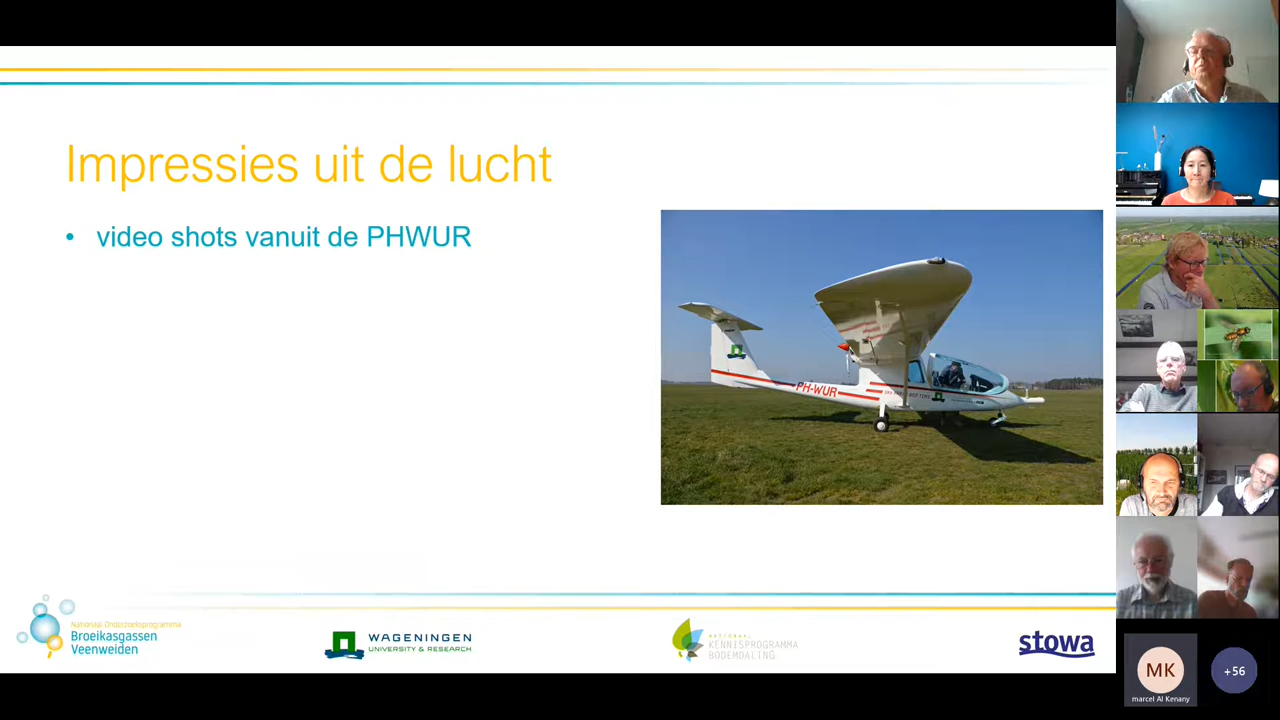 Impressies uit de lucht
• video shots vanuit de PHWUR
PH-WUR
Nationaal Onderzoeksprogramma
Broeikasgassen
Veenweiden
WAGENINGEN
UNIVERSITY & RESEARCH
NATIONAAL
KENNISPROGRAMMA
BODEMDALING
stowa
MK
marcel Al Kenany
+56